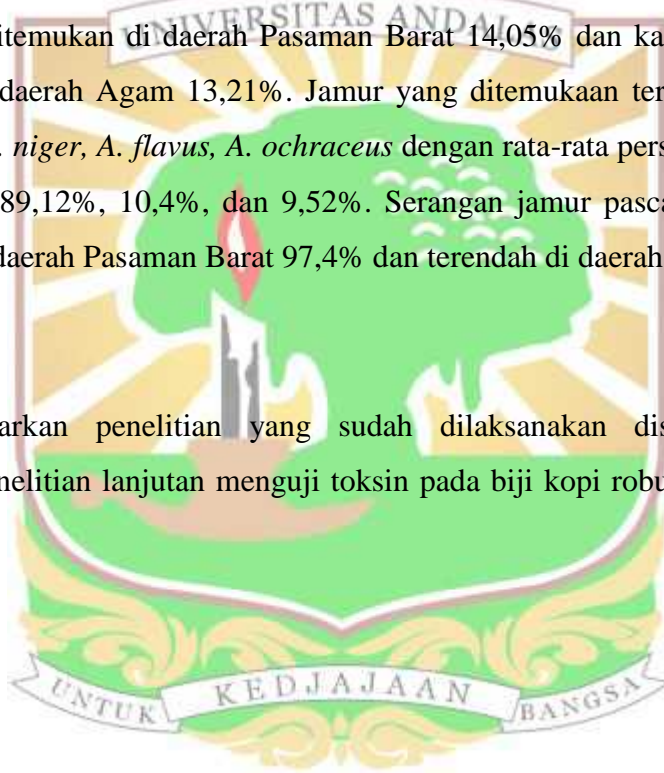 UNIVERSITAS ANDAL
itemukan di daerah Pasaman Barat 14,05% dan ka
daerah Agam 13,21%. Jamur yang ditemukaan ter
. niger, A. flavus, A. ochraceus dengan rata-rata pers
89,12%, 10,4%, dan 9,52%. Serangan jamur pasca
daerah Pasaman Barat 97,4% dan terendah di daerah
arkan penelitian yang sudah dilaksanakan dis
nelitian lanjutan menguji toksin pada biji kopi robu
UNTUK KEDJAJAAN BANGSA